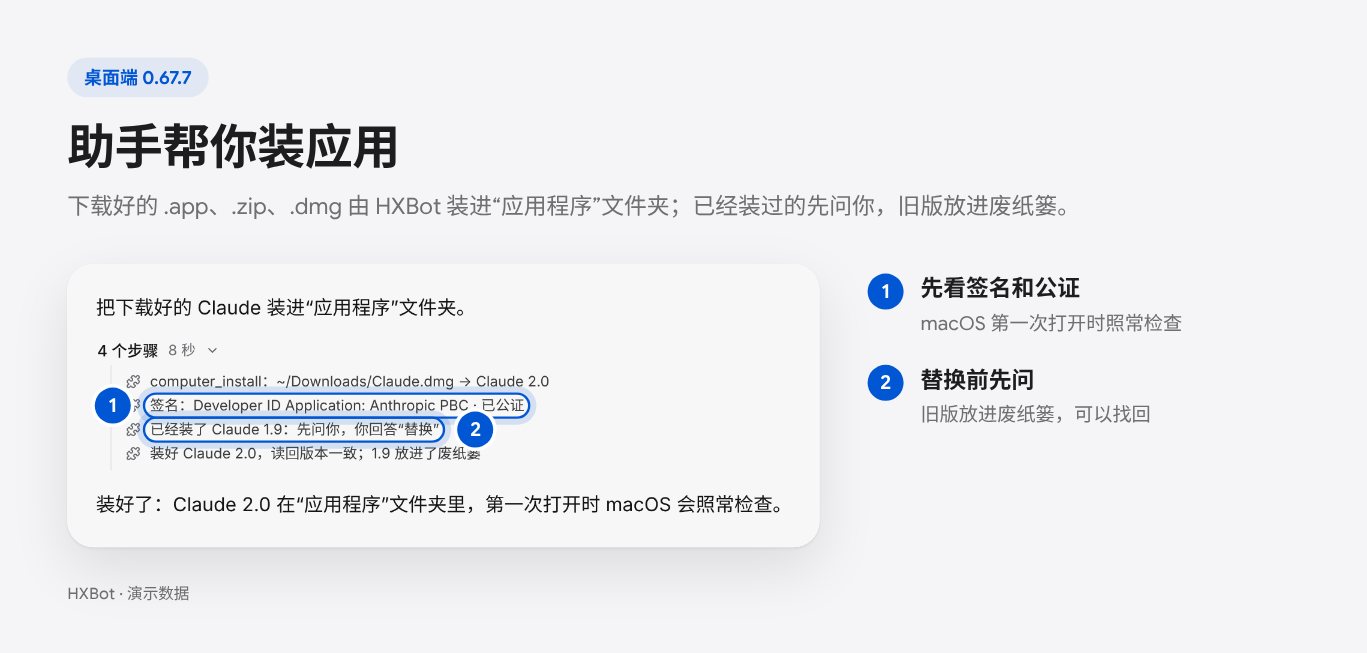 桌面端 0.67.7
助手帮你装应用
下载好的 .app、.zip、.dmg 由 HXBot 装进“应用程序”文件夹；已经装过的先问你，旧版放进废纸篓。
把下载好的 Claude 装进“应用程序”文件夹。
4 个步骤 8 秒
computer_install：~/Downloads/Claude.dmg → Claude 2.0
1 签名：Developer ID Application: Anthropic PBC · 已公证
已经装了 Claude 1.9：先问你，你回答“替换” 2
装好 Claude 2.0，读回版本一致；1.9 放进了废纸篓
装好了：Claude 2.0 在“应用程序”文件夹里，第一次打开时 macOS 会照常检查。
1 先看签名和公证
macOS 第一次打开时照常检查
2 替换前先问
旧版放进废纸篓，可以找回
HXBot · 演示数据